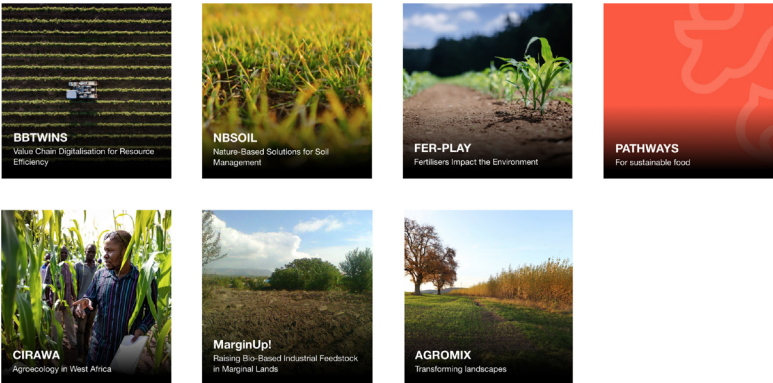 BBTWINS
Value Chain Digitalisation for Resource
Efficiency
NBSOIL
Nature-Based Solutions for Soil
Management
FER-PLAY
Fertilisers Impact the Environment
PATHWAYS
For sustainable food
CIRAWA
Agroecology in West Africa
MarginUp!
Raising Bio-Based Industrial Feedstock
in Marginal Lands
AGROMIX
Transforming landscapes